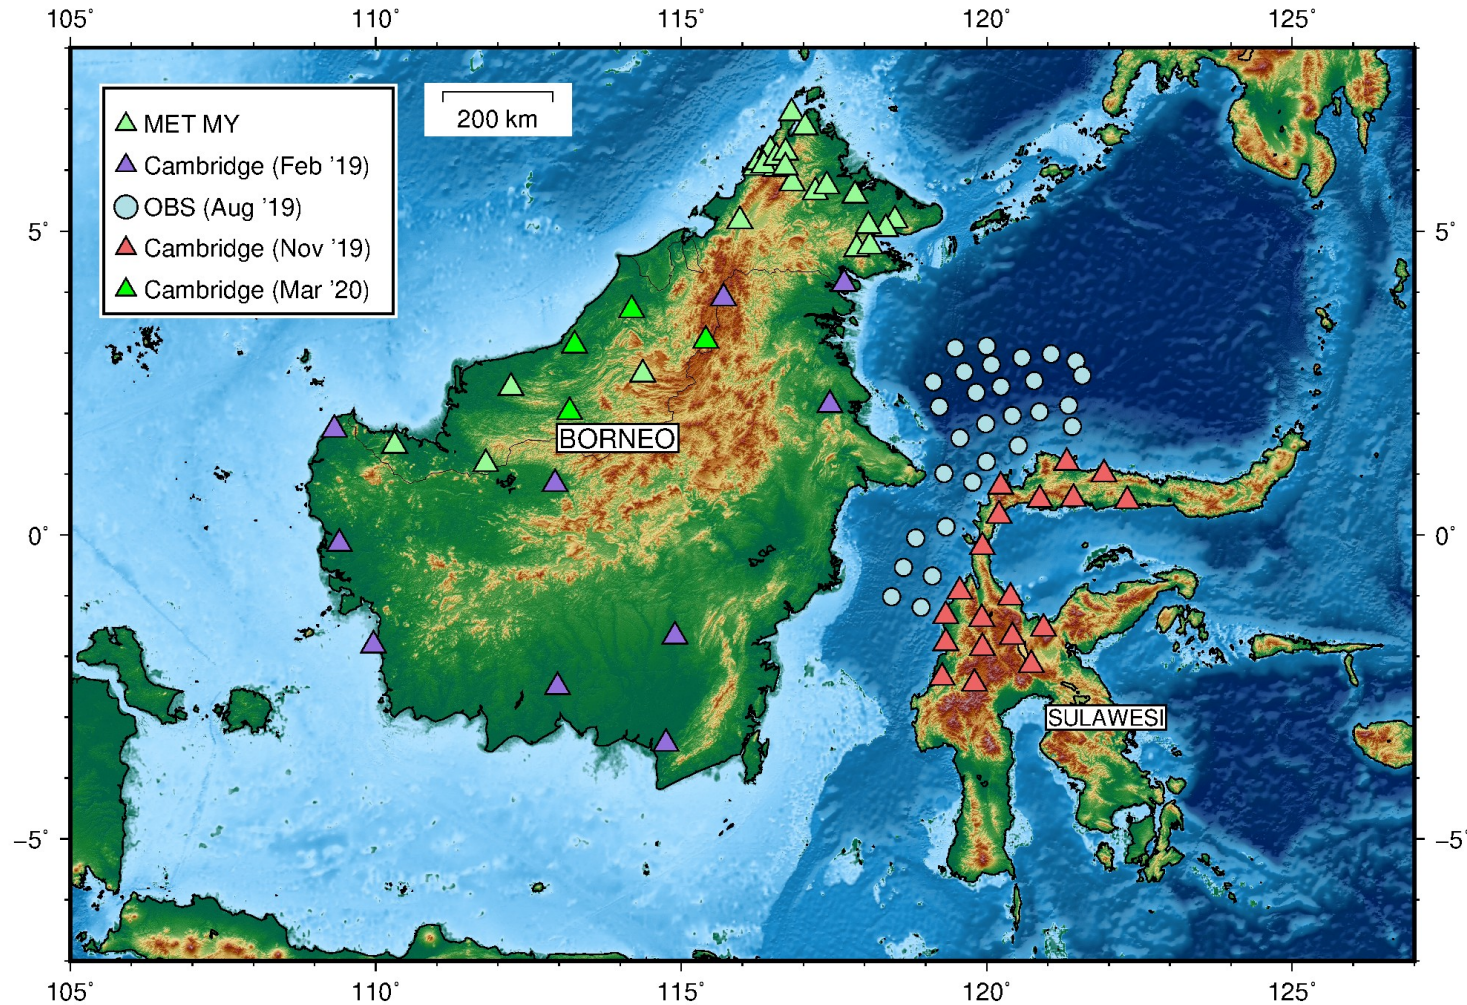 105˚ 110˚ 115˚ 120˚ 125˚
MET MY
Cambridge (Feb ’19)
OBS (Aug ’19)
Cambridge (Nov ’19)
Cambridge (Mar ’20)
200 km
5˚ 5˚
BORNEO
0˚ 0˚
SULAWESI
−5˚ −5˚
105˚ 110˚ 115˚ 120˚ 125˚